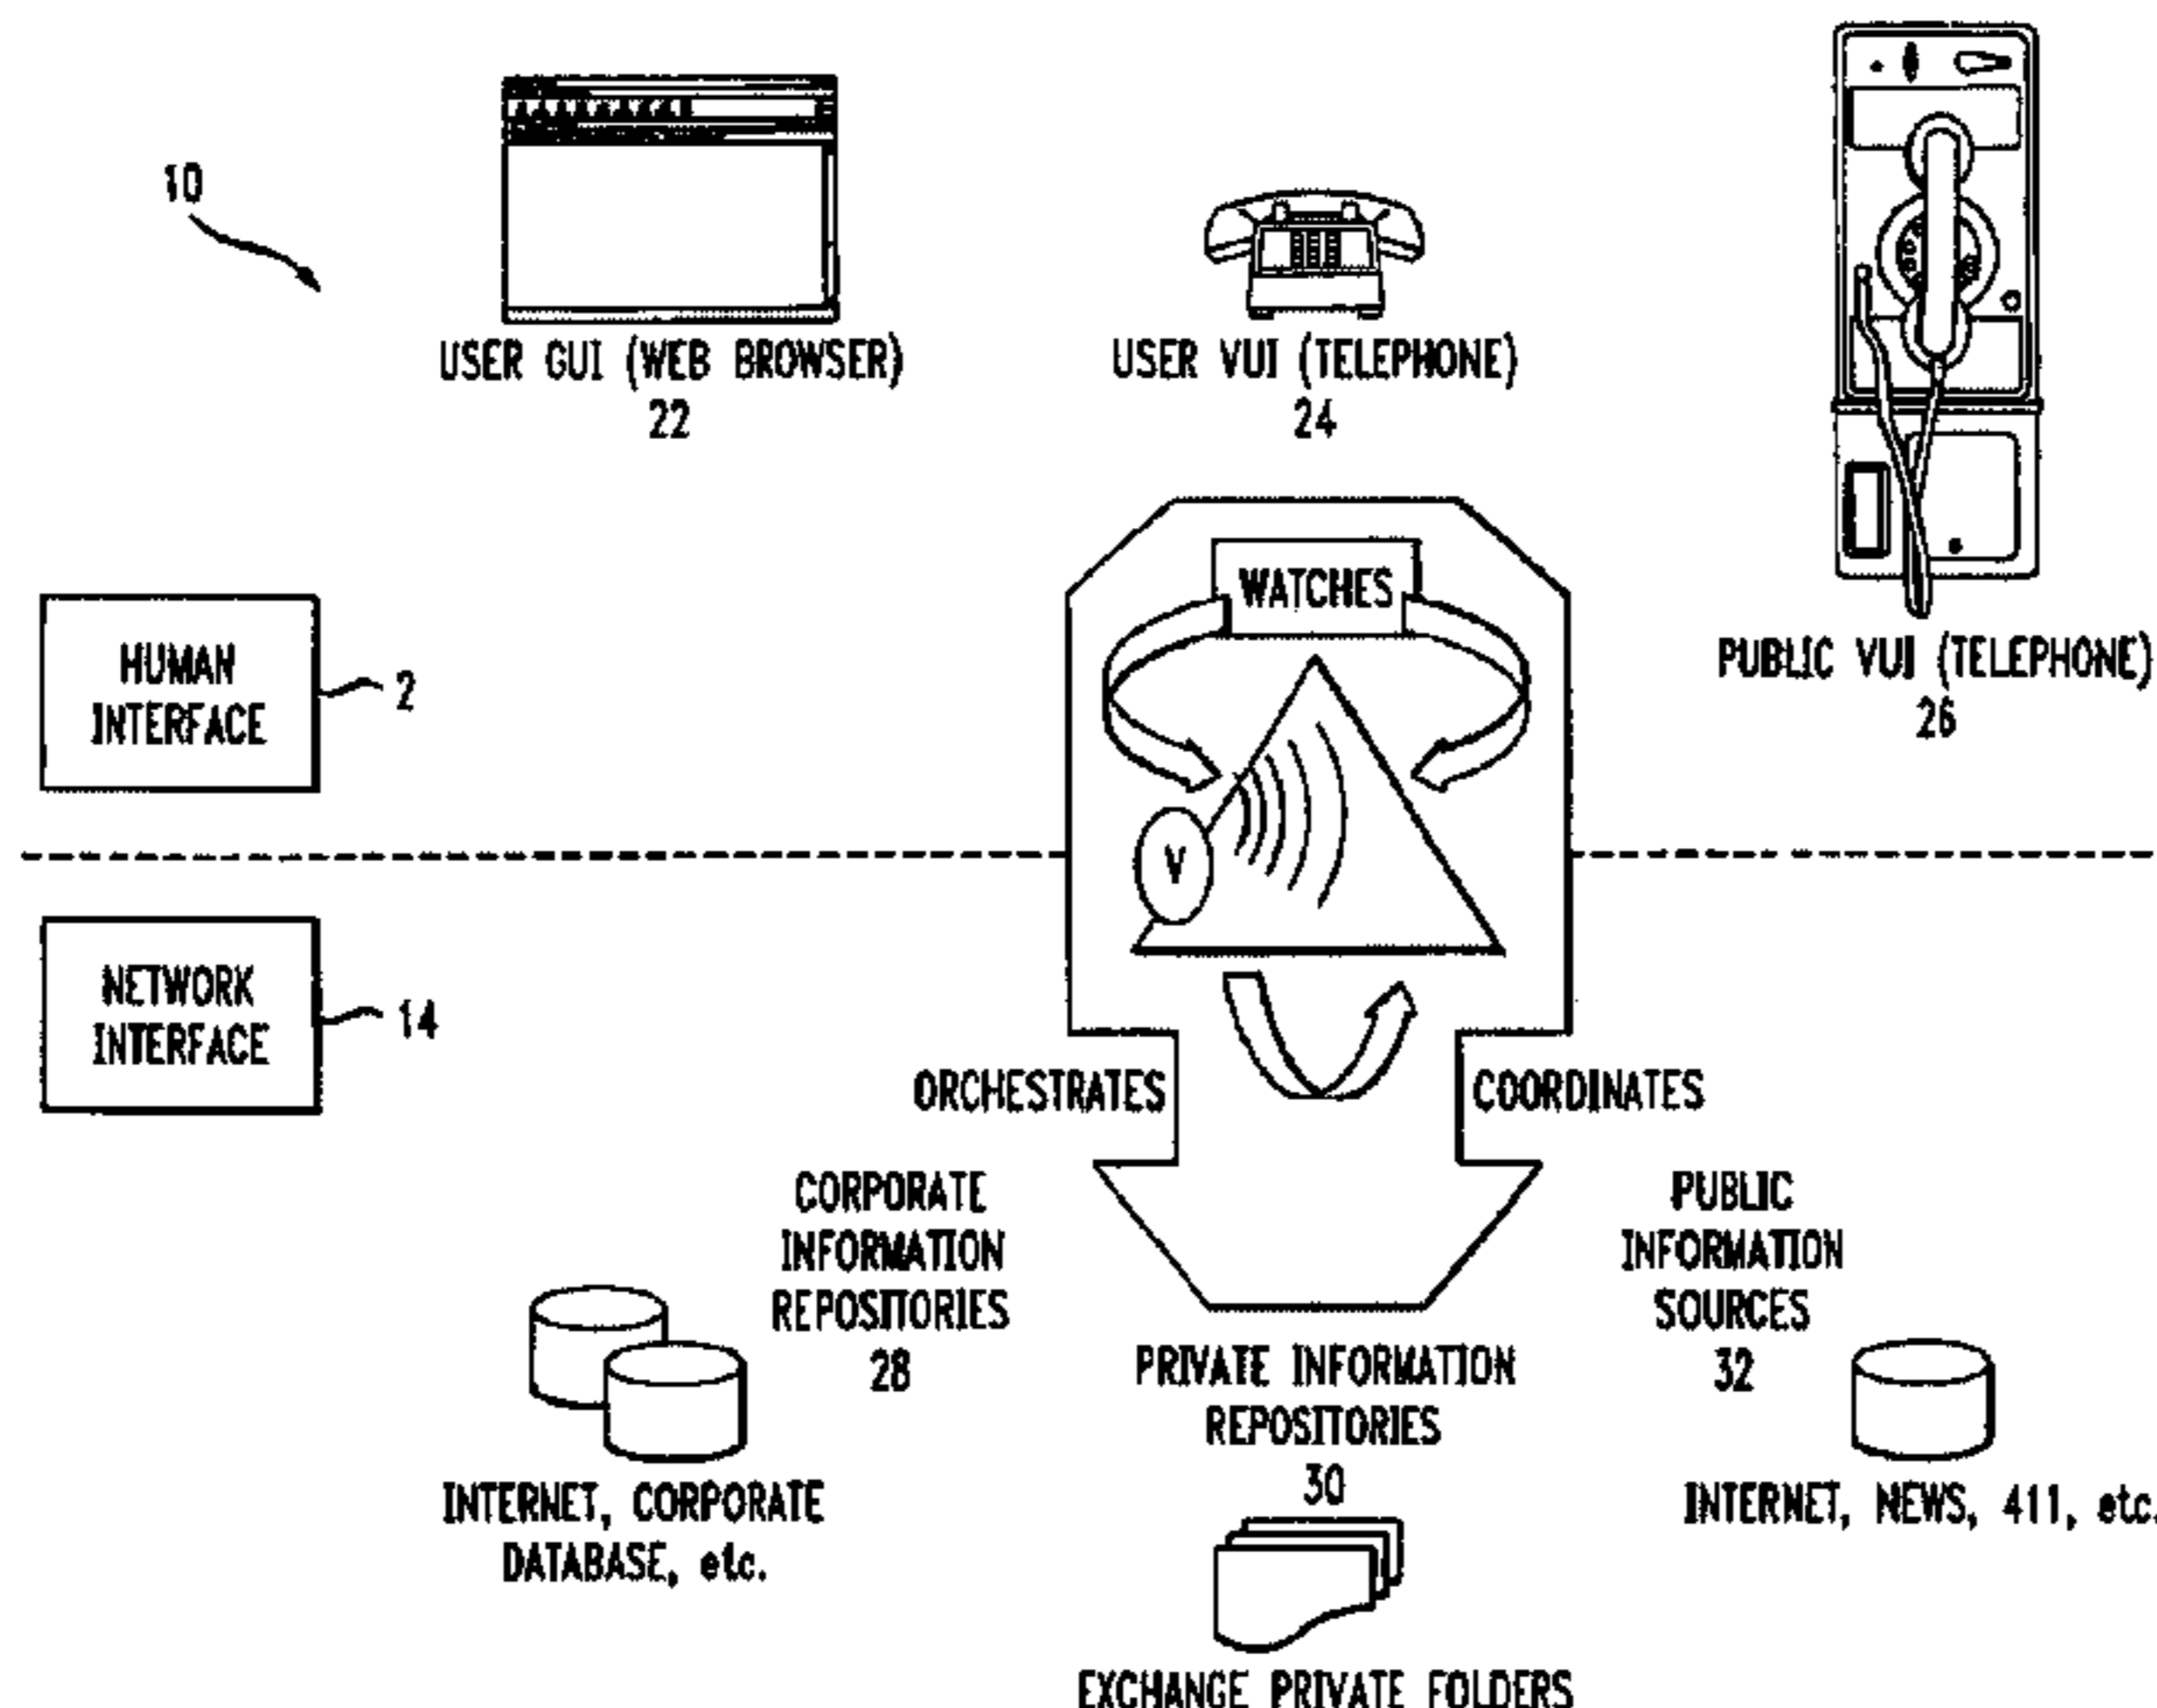 10
USER GUI (WEB BROWSER)
22
USER VUI (TELEPHONE)
24
PUBLIC VUI (TELEPHONE)
26
WATCHES
HUMAN
INTERFACE
2
V
NETWORK
INTERFACE
14
ORCHESTRATES
COORDINATES
CORPORATE
INFORMATION
REPOSITORIES
28
INTERNET, CORPORATE
DATABASE, etc.
PRIVATE INFORMATION
REPOSITORIES
30
EXCHANGE PRIVATE FOLDERS
PUBLIC
INFORMATION
SOURCES
32
INTERNET, NEWS, 411, etc.